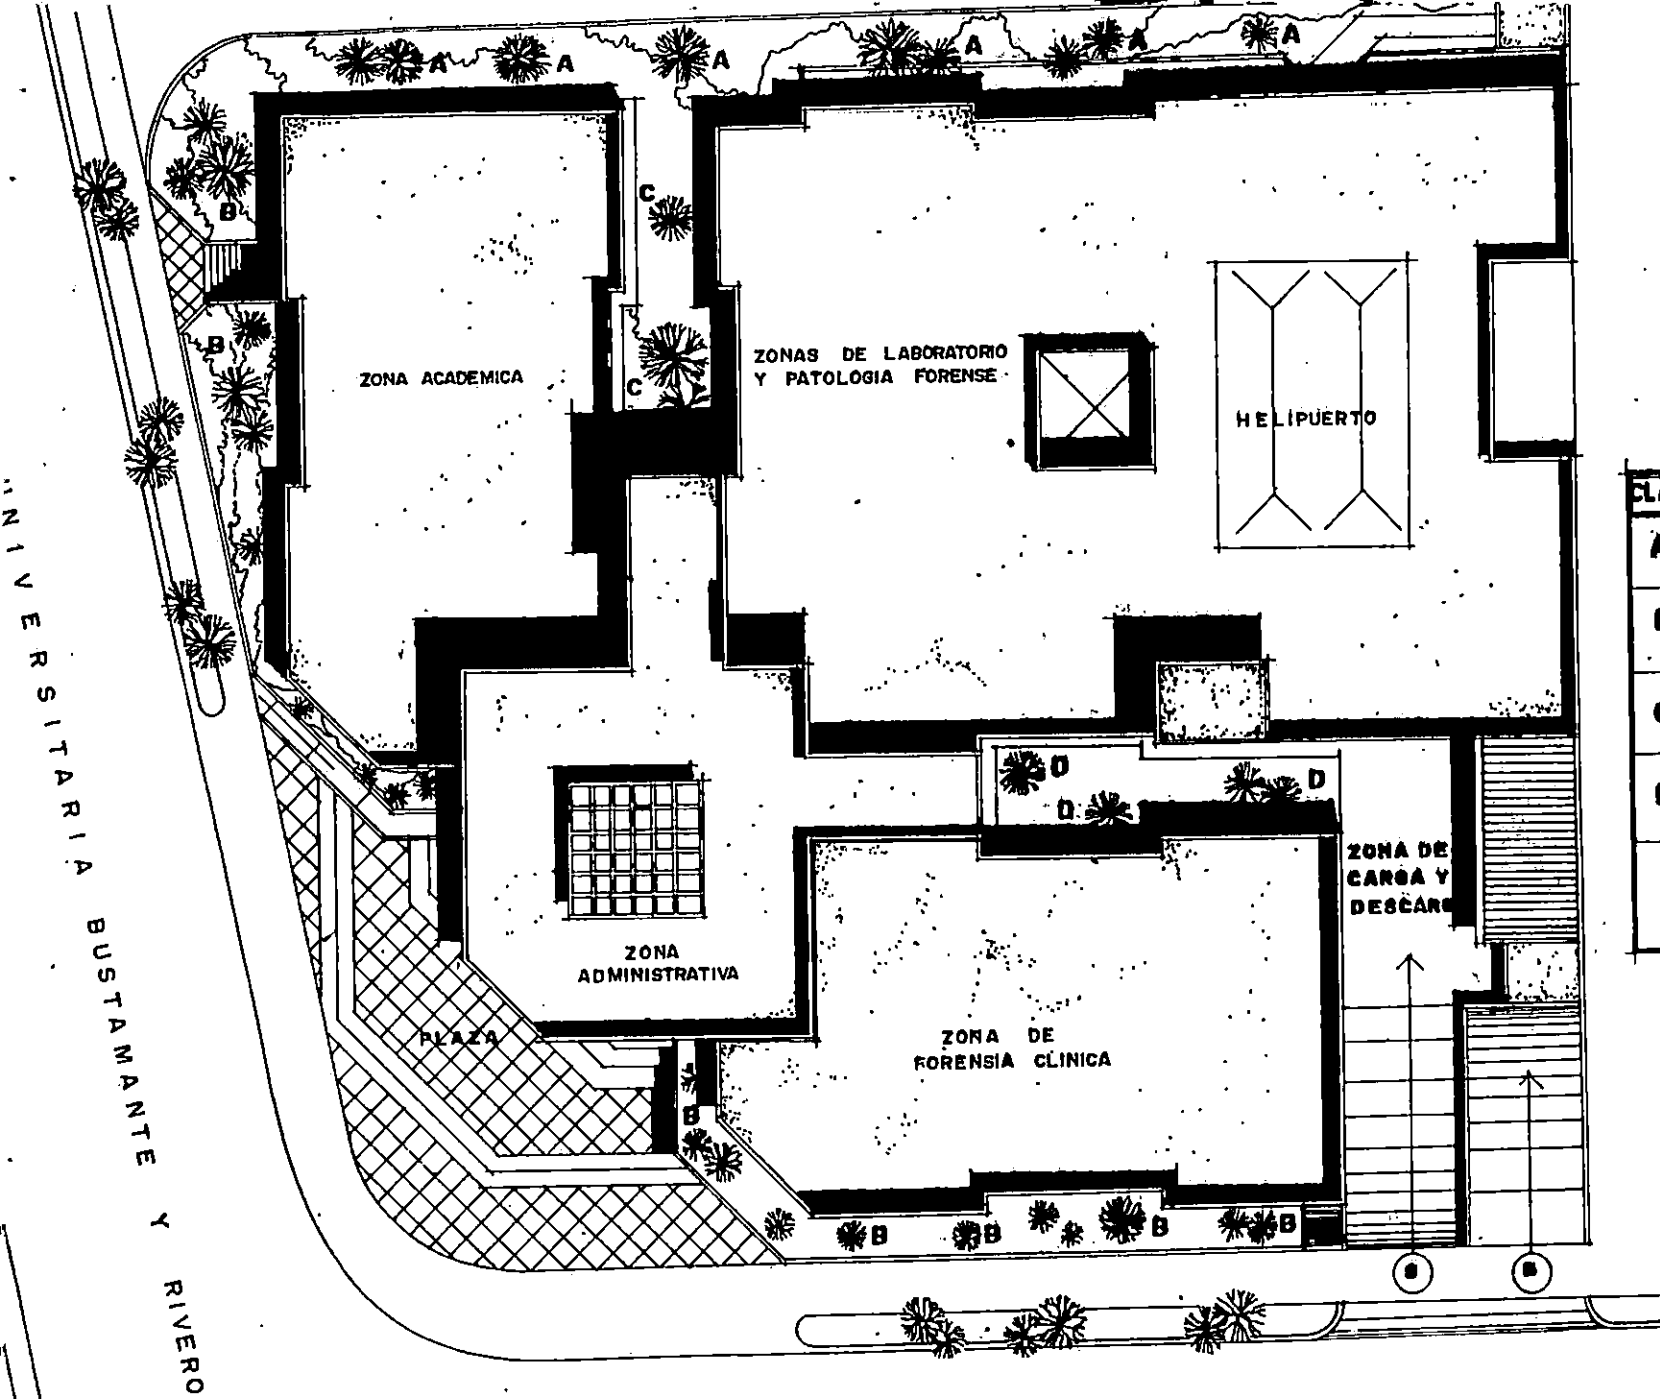 A
A
A
A
A
A
B
C
B
C
ZONA ACADEMICA
ZONAS DE LABORATORIO
Y PATOLOGIA FORENSE
HELIPUERTO
A
D
D
D
ZONA DE
CARGA Y
DESCARG
ZONA
ADMINISTRATIVA
PLAZA
ZONA DE
FORENSIA CLINICA
B
B
B
B
B
UNIVERSITARIA BUSTAMANTE Y RIVERO